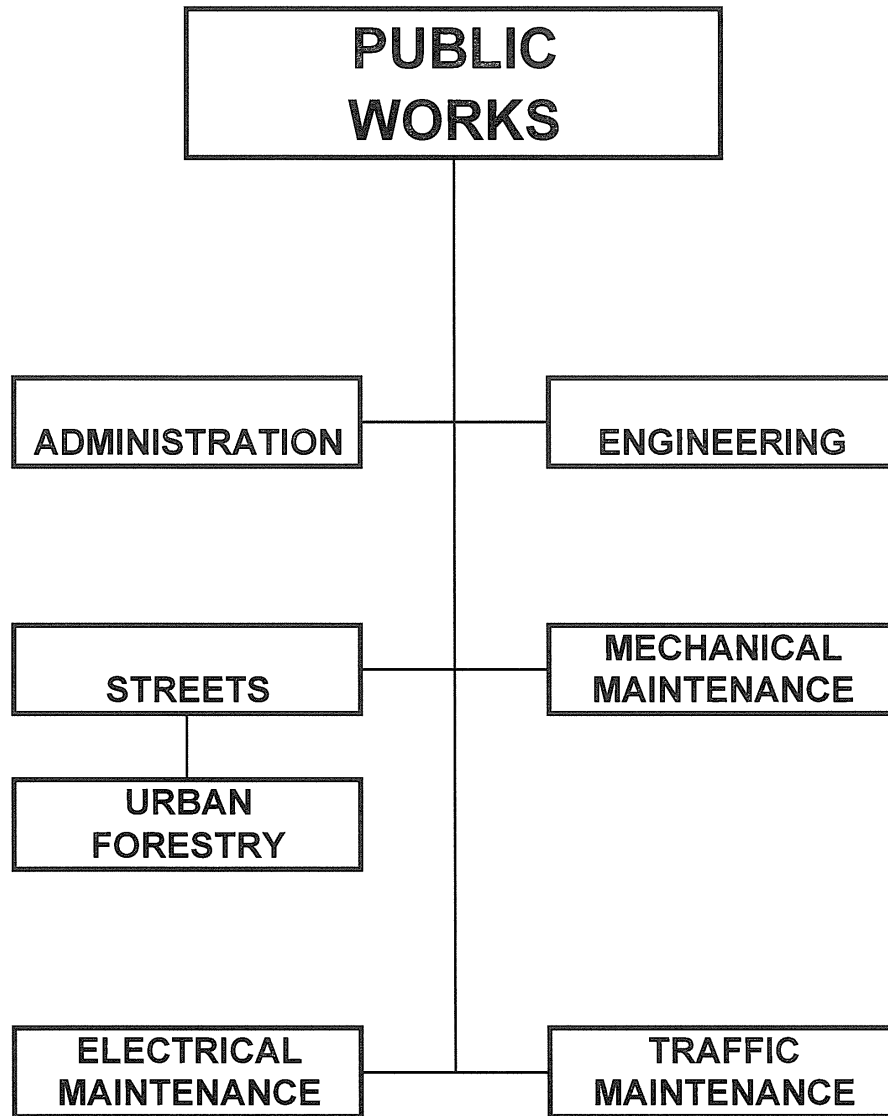 PUBLIC
WORKS
ADMINISTRATION
ENGINEERING
STREETS
MECHANICAL
MAINTENANCE
URBAN
FORESTRY
ELECTRICAL
MAINTENANCE
TRAFFIC
MAINTENANCE